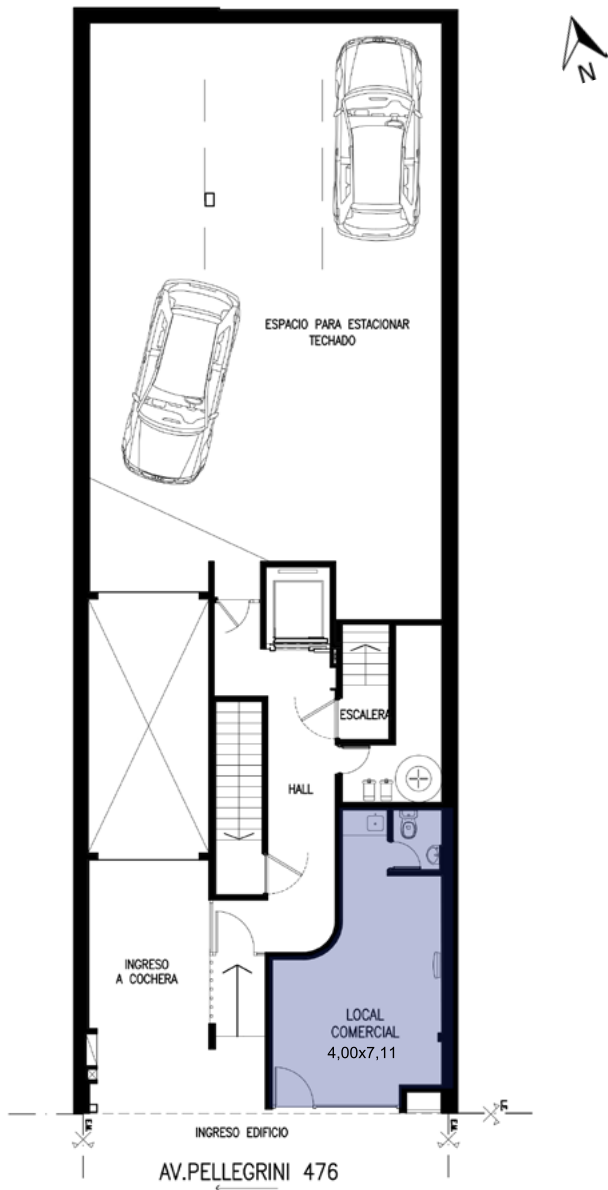 N
ESPACIO PARA ESTACIONAR
TECHADO
ESCALERA
HALL
INGRESO
A COCHERA
LOCAL
COMERCIAL
4,00x7,11
INGRESO EDIFICIO
AV.PELLEGRINI 476